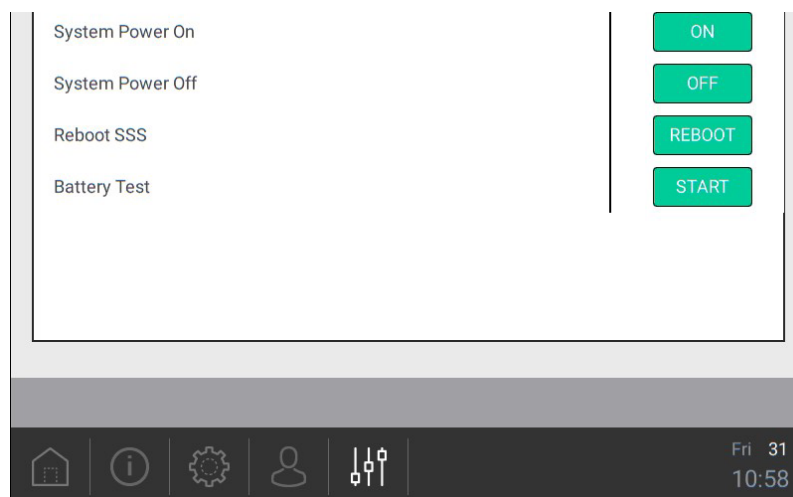 System Power On ON
System Power Off OFF
Reboot SSS REBOOT
Battery Test START
Fri 31
10:58